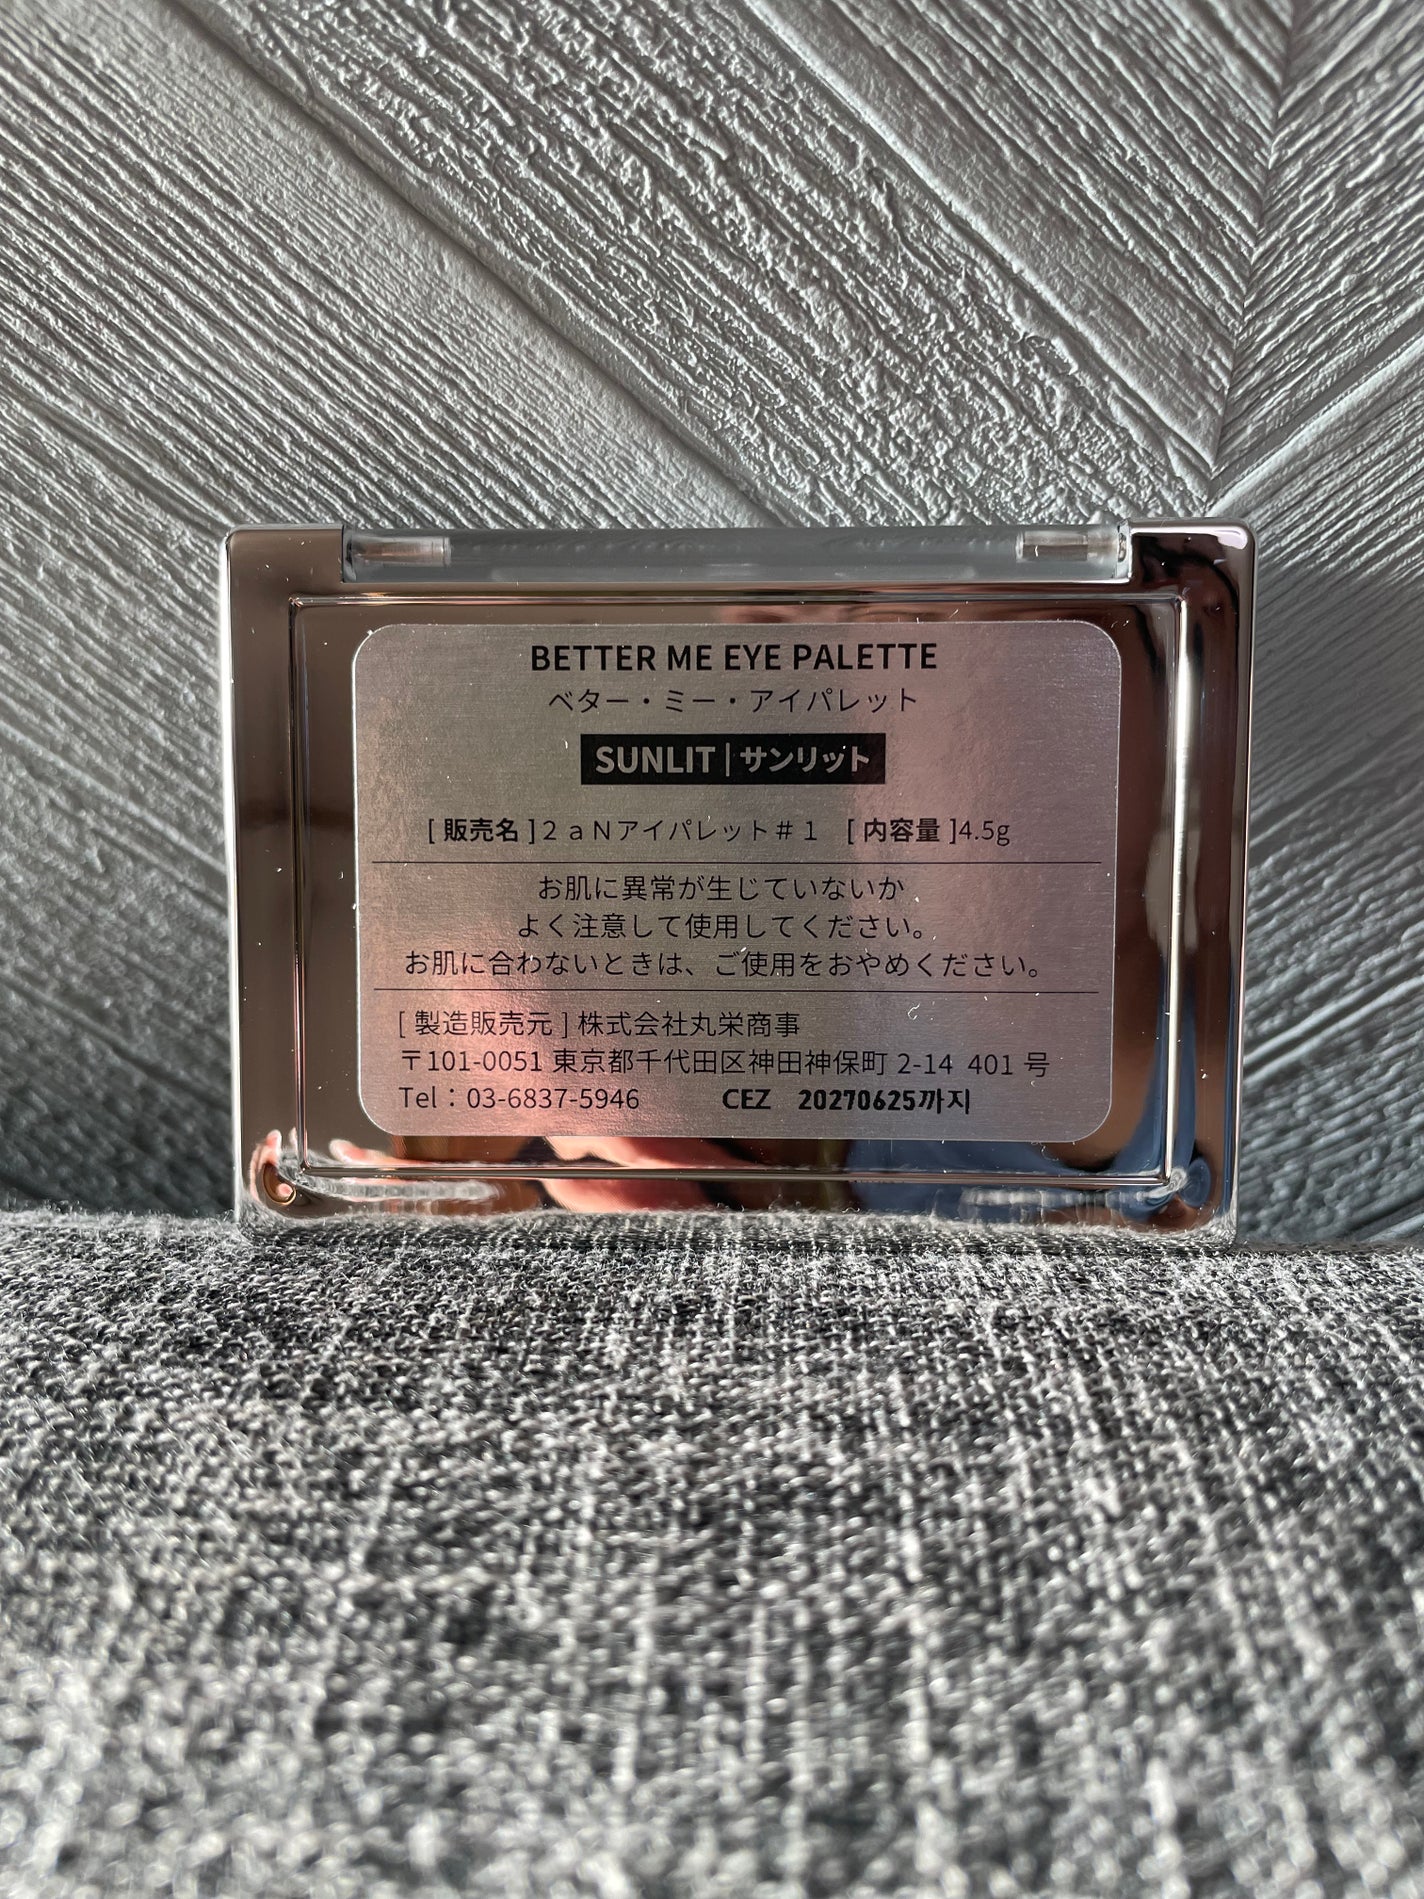 BETTER ME EYE PALETTE
ベター・ミー・アイパレット
SUNLIT | サンリット
[ 販売名 ]２ａＮアイパレット＃１ [ 内容量 ]4.5g
お肌に異常が生じていないか
よく注意して使用してください。
お肌に合わないときは、ご使用をおやめください。
[ 製造販売元 ] 株式会社丸栄商事
〒101-0051 東京都千代田区神田神保町 2-14 401 号
Tel：03-6837-5946 CEZ 20270625까지